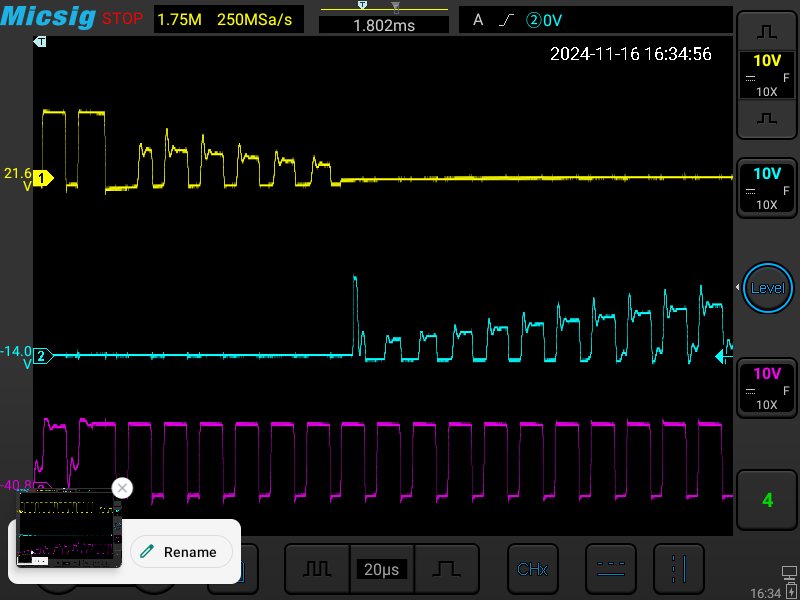 Micsig STOP 1.75M 250MSa/s 1.802ms A ②0V
T
T
2024-11-16 16:34:56
10V
F
10X
21.6
V
1
10V
F
10X
Level
-14.0
V
2
10V
F
10X
-40.8
4
Rename
20µs
CHx
16:34